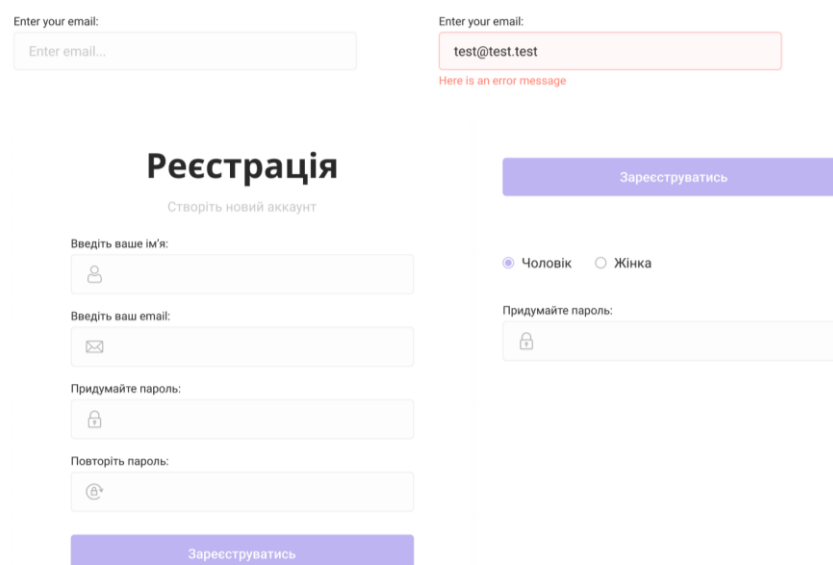 Enter your email:
Enter email...
Enter your email:
test@test.test
Here is an error message
Реєстрація
Створіть новий аккаунт
Введіть ваше ім'я:
Введіть ваш email:
Придумайте пароль:
Повторіть пароль:
Зареєструватись
Зареєструватись
Чоловік
Жінка
Придумайте пароль: